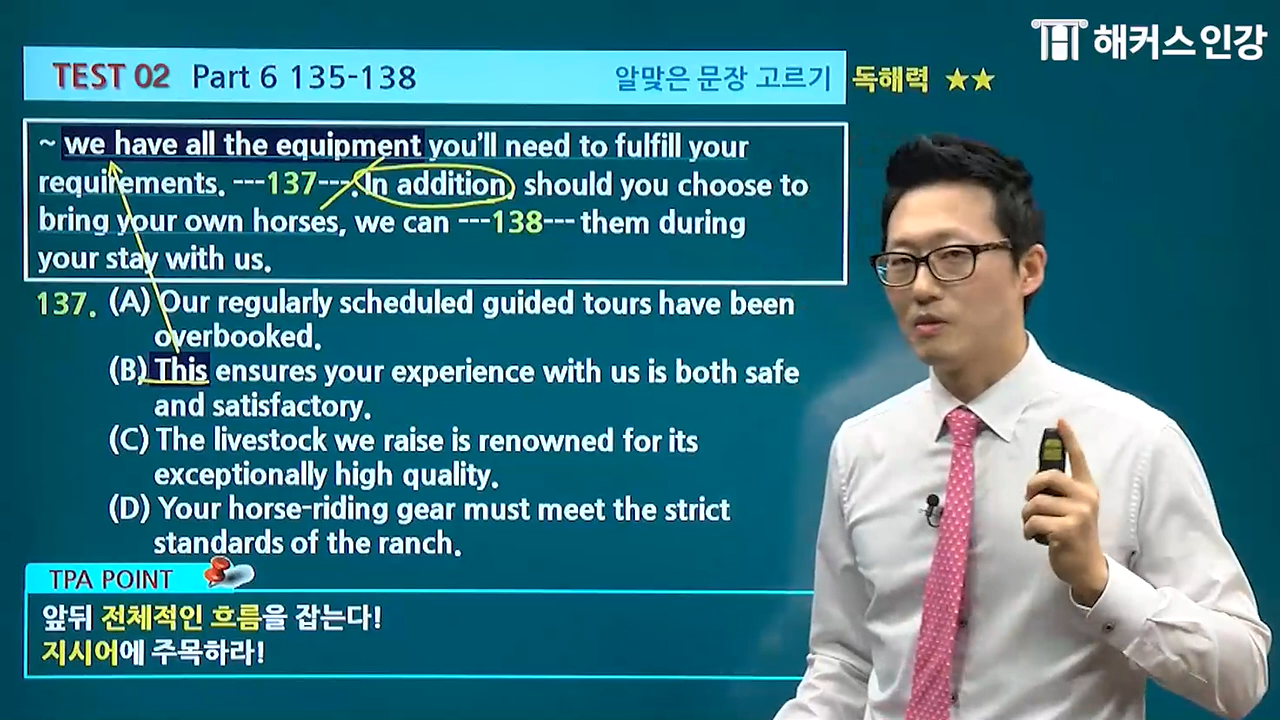 해커스인강
TEST 02 Part 6 135-138 알맞은 문장 고르기 독해력 ★★
~ we have all the equipment you'll need to fulfill your
requirements. ---137---. In addition, should you choose to
bring your own horses, we can ---138--- them during
your stay with us.
137. (A) Our regularly scheduled guided tours have been
overbooked.
(B) This ensures your experience with us is both safe
and satisfactory.
(C) The livestock we raise is renowned for its
exceptionally high quality.
(D) Your horse-riding gear must meet the strict
standards of the ranch.
TPA POINT
앞뒤 전체적인 흐름을 잡는다!
지시어에 주목하라!